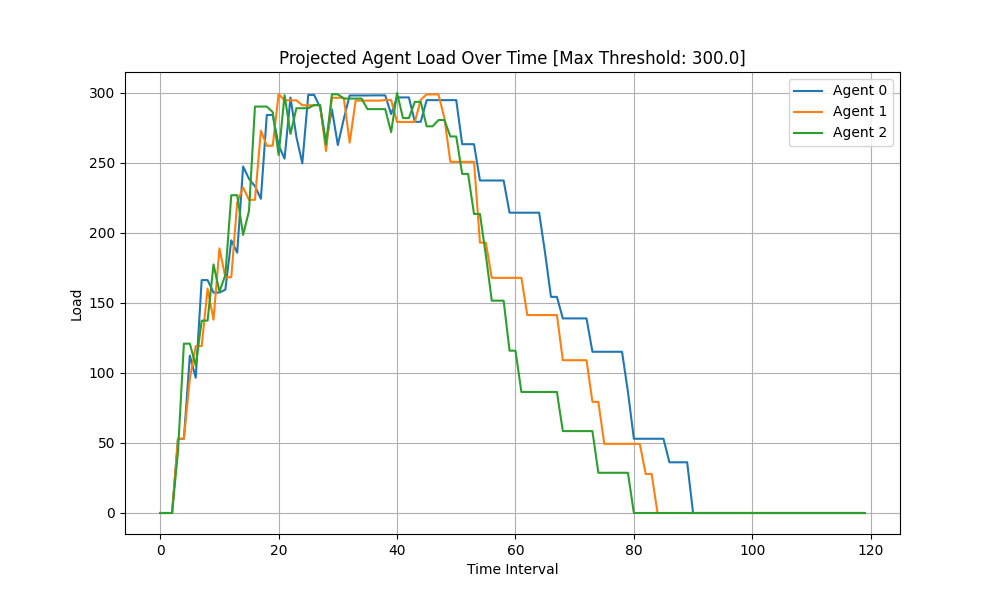 Projected Agent Load Over Time [Max Threshold: 300.0]
Agent 0
Agent 1
Agent 2
Load
300
250
200
150
100
50
0
0 20 40 60 80 100 120
Time Interval